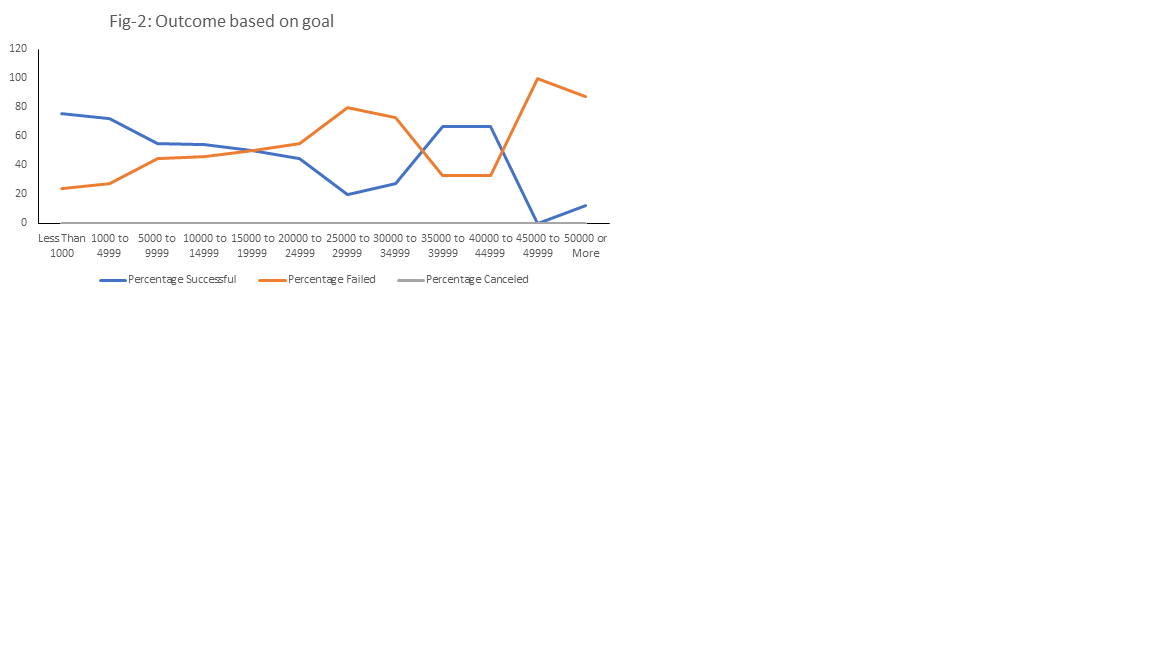 Fig-2: Outcome based on goal
120
100
80
60
40
20
0
Less Than 1000 to 5000 to 10000 to 15000 to 20000 to 25000 to 30000 to 35000 to 40000 to 45000 to 50000 or
1000 4999 9999 14999 19999 24999 29999 34999 39999 44999 49999 More
Percentage Successful Percentage Failed Percentage Canceled